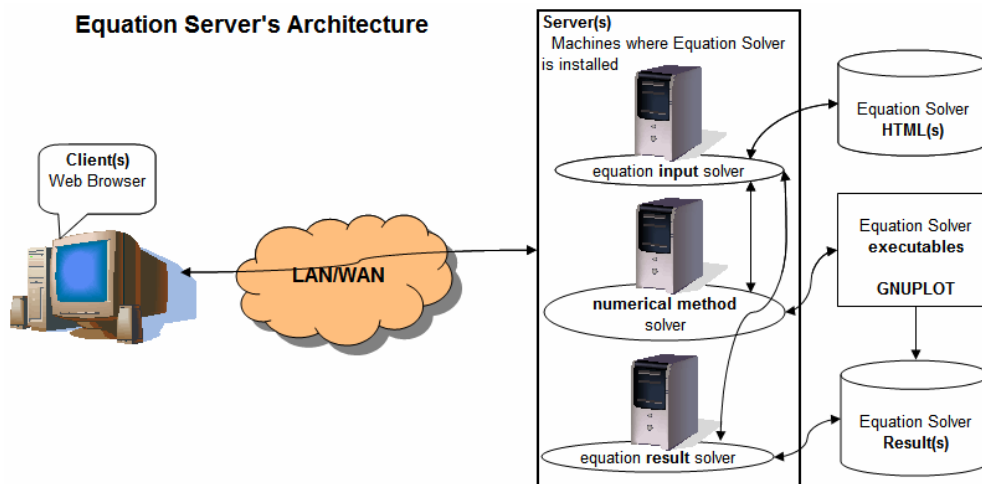 Equation Server's Architecture
Server(s)
Machines where Equation Solver
is installed
Client(s)
Web Browser
LAN/WAN
equation input solver
numerical method
solver
equation result solver
Equation Solver
HTML(s)
Equation Solver
executables
GNUPLOT
Equation Solver
Result(s)